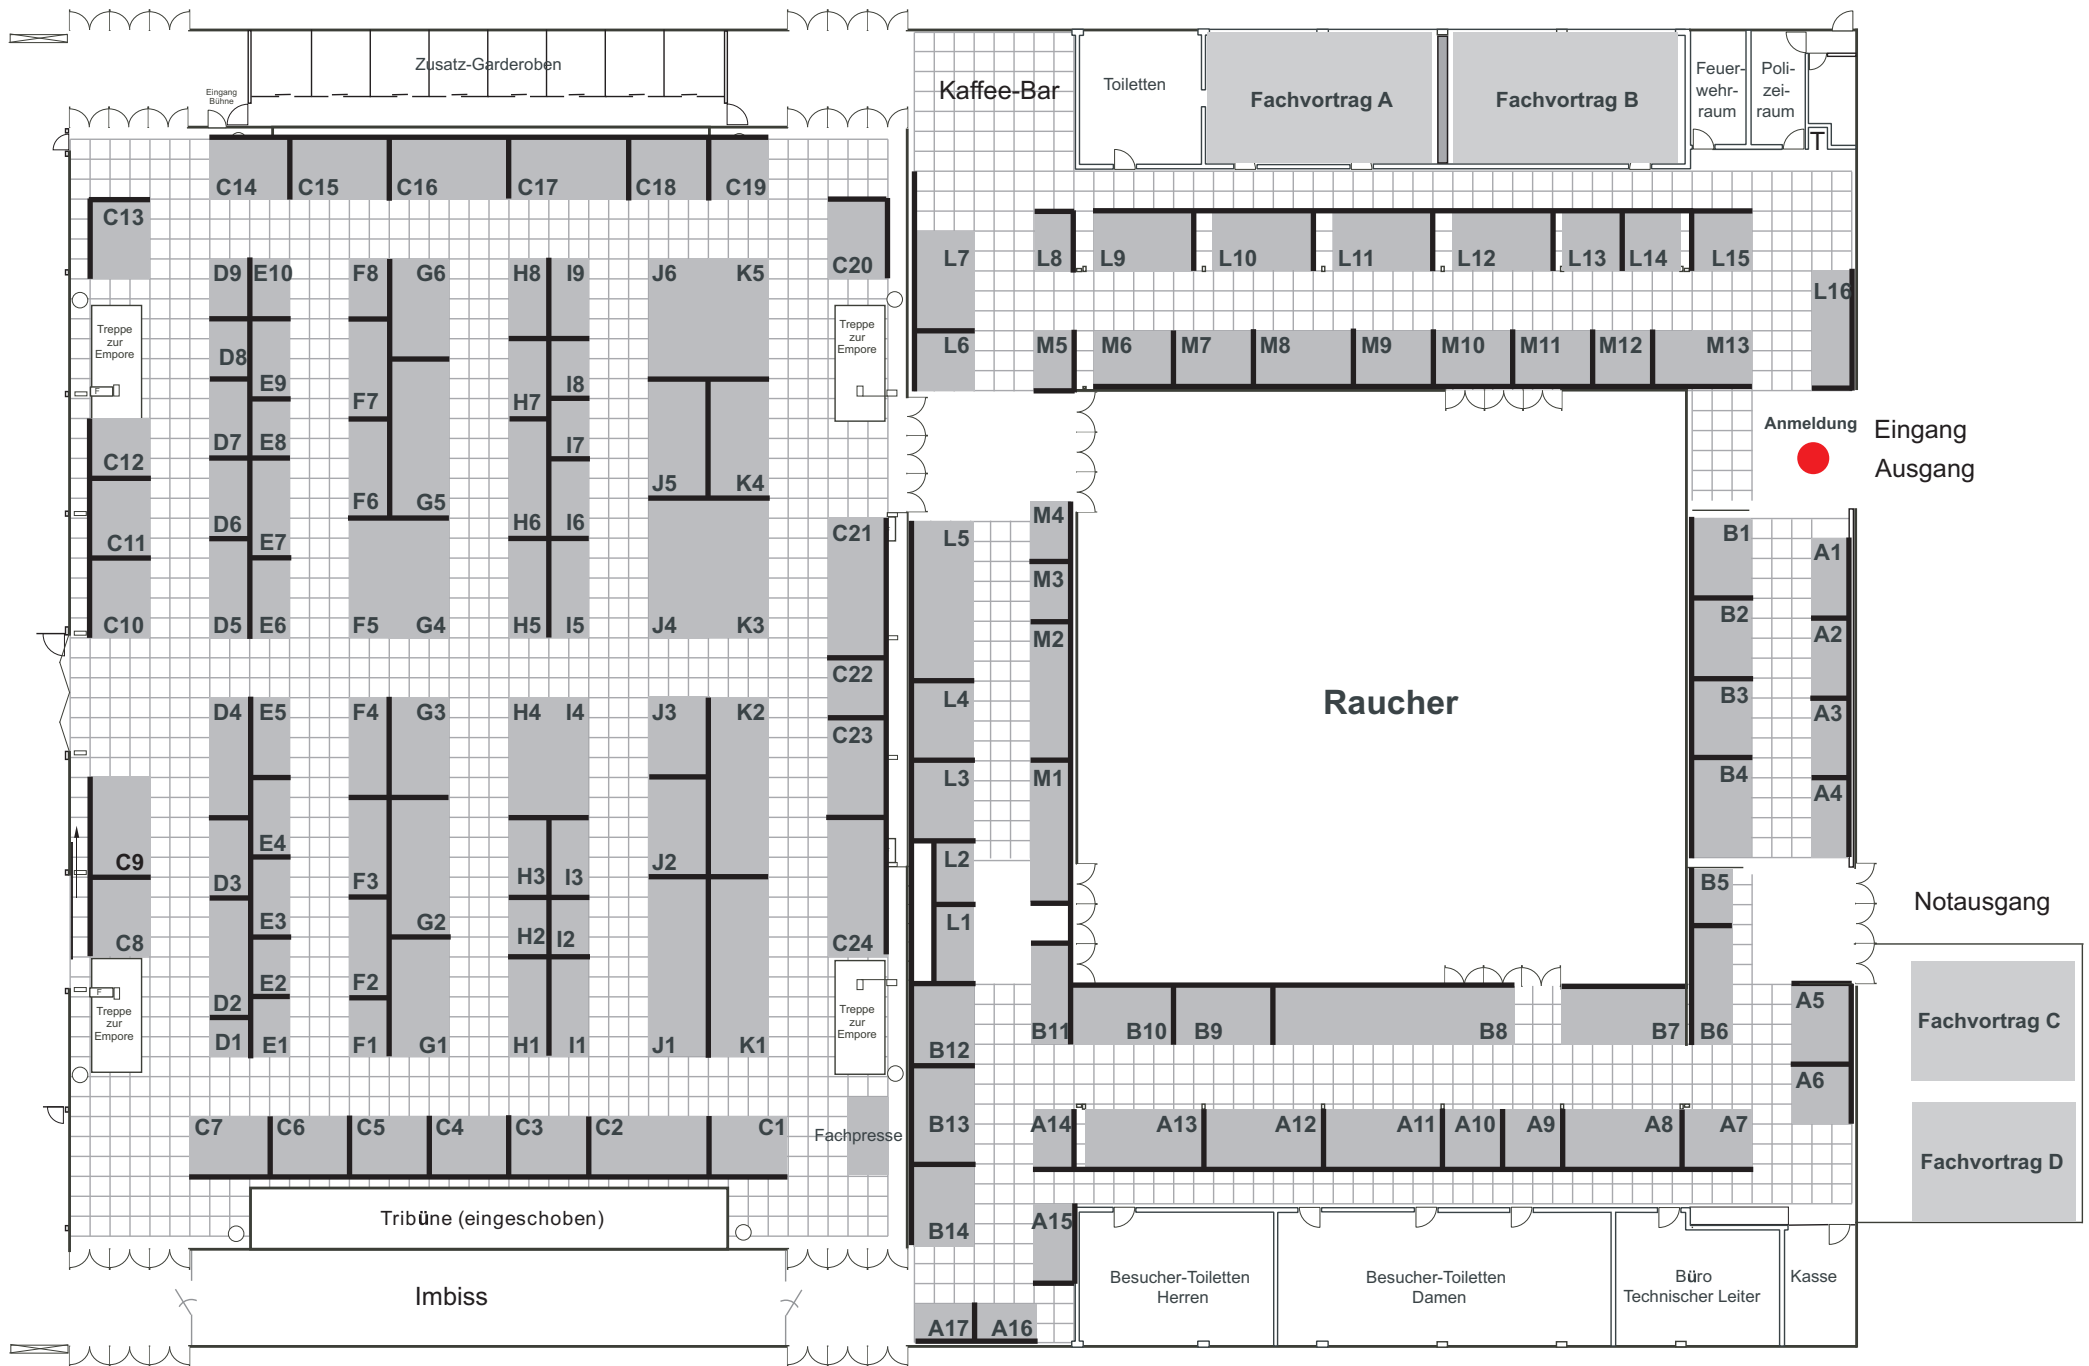 Zusatz-Garderoben
Eingang
Bühne
Kaffee-Bar
Toiletten
Fachvortrag A
Fachvortrag B
Feuer-
wehr-
raum
Poli-
zei-
raum
T
C14
C15
C16
C17
C18
C19
C13
C20
L7
L8
L9
L10
L11
L12
L13
L14
L15
L16
D9
E10
F8
G6
H8
I9
J6
K5
Treppe
zur
Empore
F
Treppe
zur
Empore
D8
E9
F7
H7
I8
L6
M5
M6
M7
M8
M9
M10
M11
M12
M13
Anmeldung
Eingang
Ausgang
C12
D7
E8
I7
C11
D6
E7
F6
G5
H6
I6
J5
K4
C10
D5
E6
F5
G4
H5
I5
J4
K3
C21
C22
C23
C24
L5
L4
L3
L2
L1
M4
M3
M2
M1
Raucher
B1
B2
B3
B4
A1
A2
A3
A4
D4
E5
F4
G3
H4
I4
J3
K2
C9
C8
E4
D3
E3
F3
G2
H3
I3
J2
H2
I2
D2
E2
F2
D1
E1
F1
G1
H1
I1
J1
K1
Treppe
zur
Empore
F
Treppe
zur
Empore
B5
B6
Notausgang
B12
B11
B10
B9
B8
B7
A5
A6
Fachvortrag C
Fachvortrag D
C7
C6
C5
C4
C3
C2
C1
Fachpresse
B13
B14
A14
A13
A12
A11
A10
A9
A8
A7
A15
Tribüne (eingeschoben)
Imbiss
A17
A16
Besucher-Toiletten
Herren
Besucher-Toiletten
Damen
Büro
Technischer Leiter
Kasse